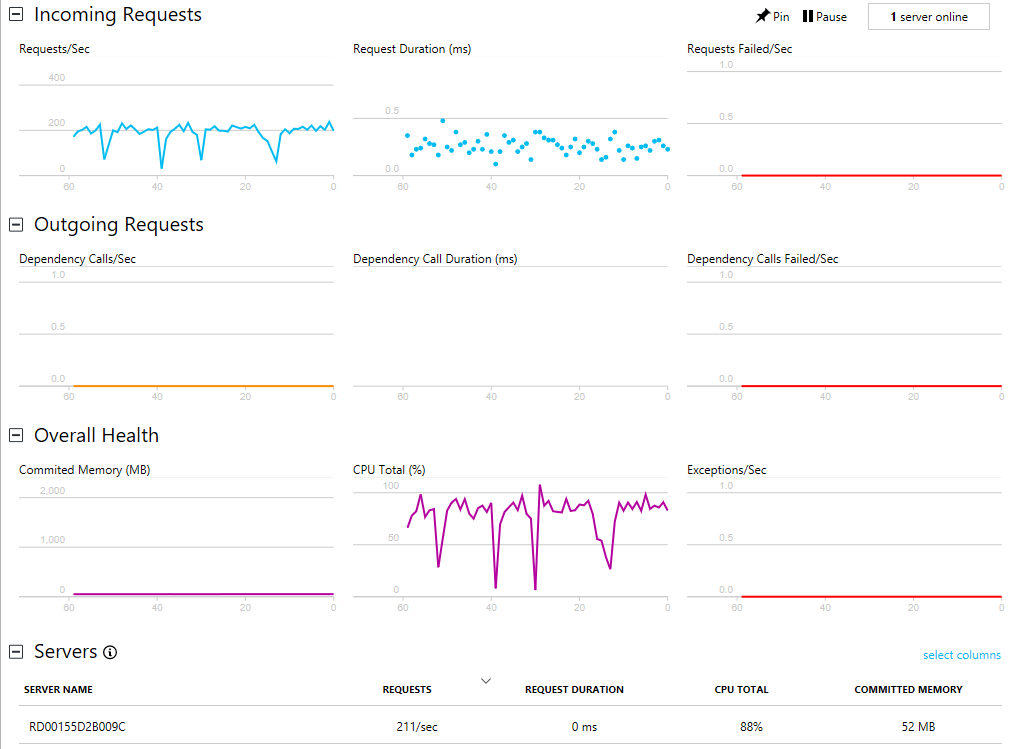 Incoming Requests
Pin Pause 1 server online
Requests/Sec Request Duration (ms) Requests Failed/Sec
400 200 0 60 40 20 0
0.5 0.0 60 40 20 0
1.0 0.5 0.0 60 40 20 0
Outgoing Requests
Dependency Calls/Sec Dependency Call Duration (ms) Dependency Calls Failed/Sec
1.0 0.5 0.0 60 40 20 0
60 40 20 0
1.0 0.5 0.0 60 40 20 0
Overall Health
Commited Memory (MB) CPU Total (%) Exceptions/Sec
2,000 1,000 0 60 40 20 0
100 50 0 60 40 20 0
1.0 0.5 0.0 60 40 20 0
Servers
select columns
SERVER NAME REQUESTS REQUEST DURATION CPU TOTAL COMMITTED MEMORY
RD00155D2B009C 211/sec 0 ms 88% 52 MB